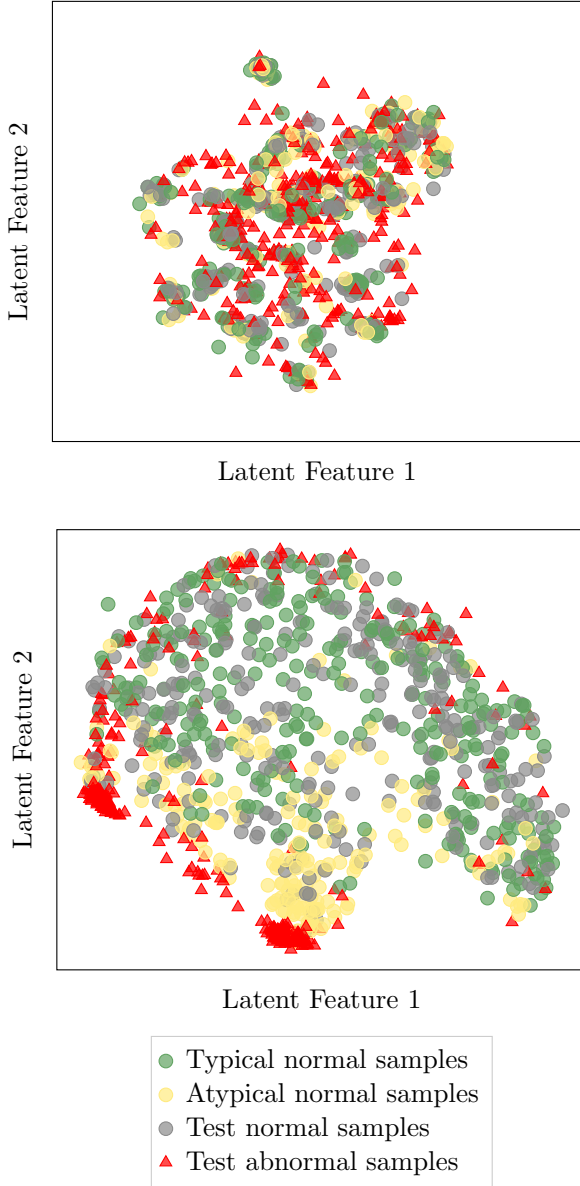 Latent Feature 2
Latent Feature 1
Latent Feature 2
Latent Feature 1
Typical normal samples
Atypical normal samples
Test normal samples
Test abnormal samples